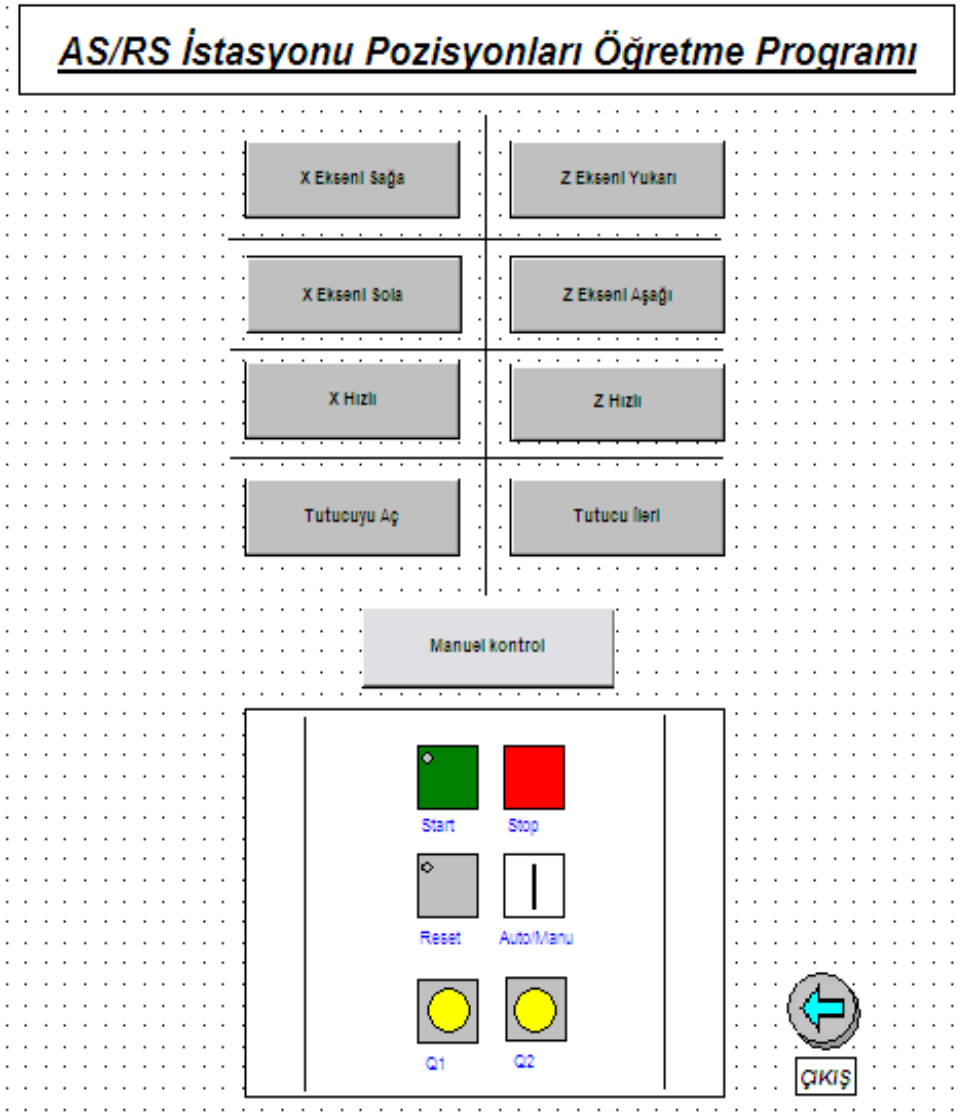 AS/RS İstasyonu Pozisyonları Öğretme Programı
X Ekseni Sağa
Z Ekseni Yukarı
X Ekseni Sola
Z Ekseni Aşağı
X Hızlı
Z Hızlı
Tutucuyu Aç
Tutucu İleri
Manuel kontrol
Start
Stop
Reset
Auto/Manu
Q1
Q2
ÇIKIŞ